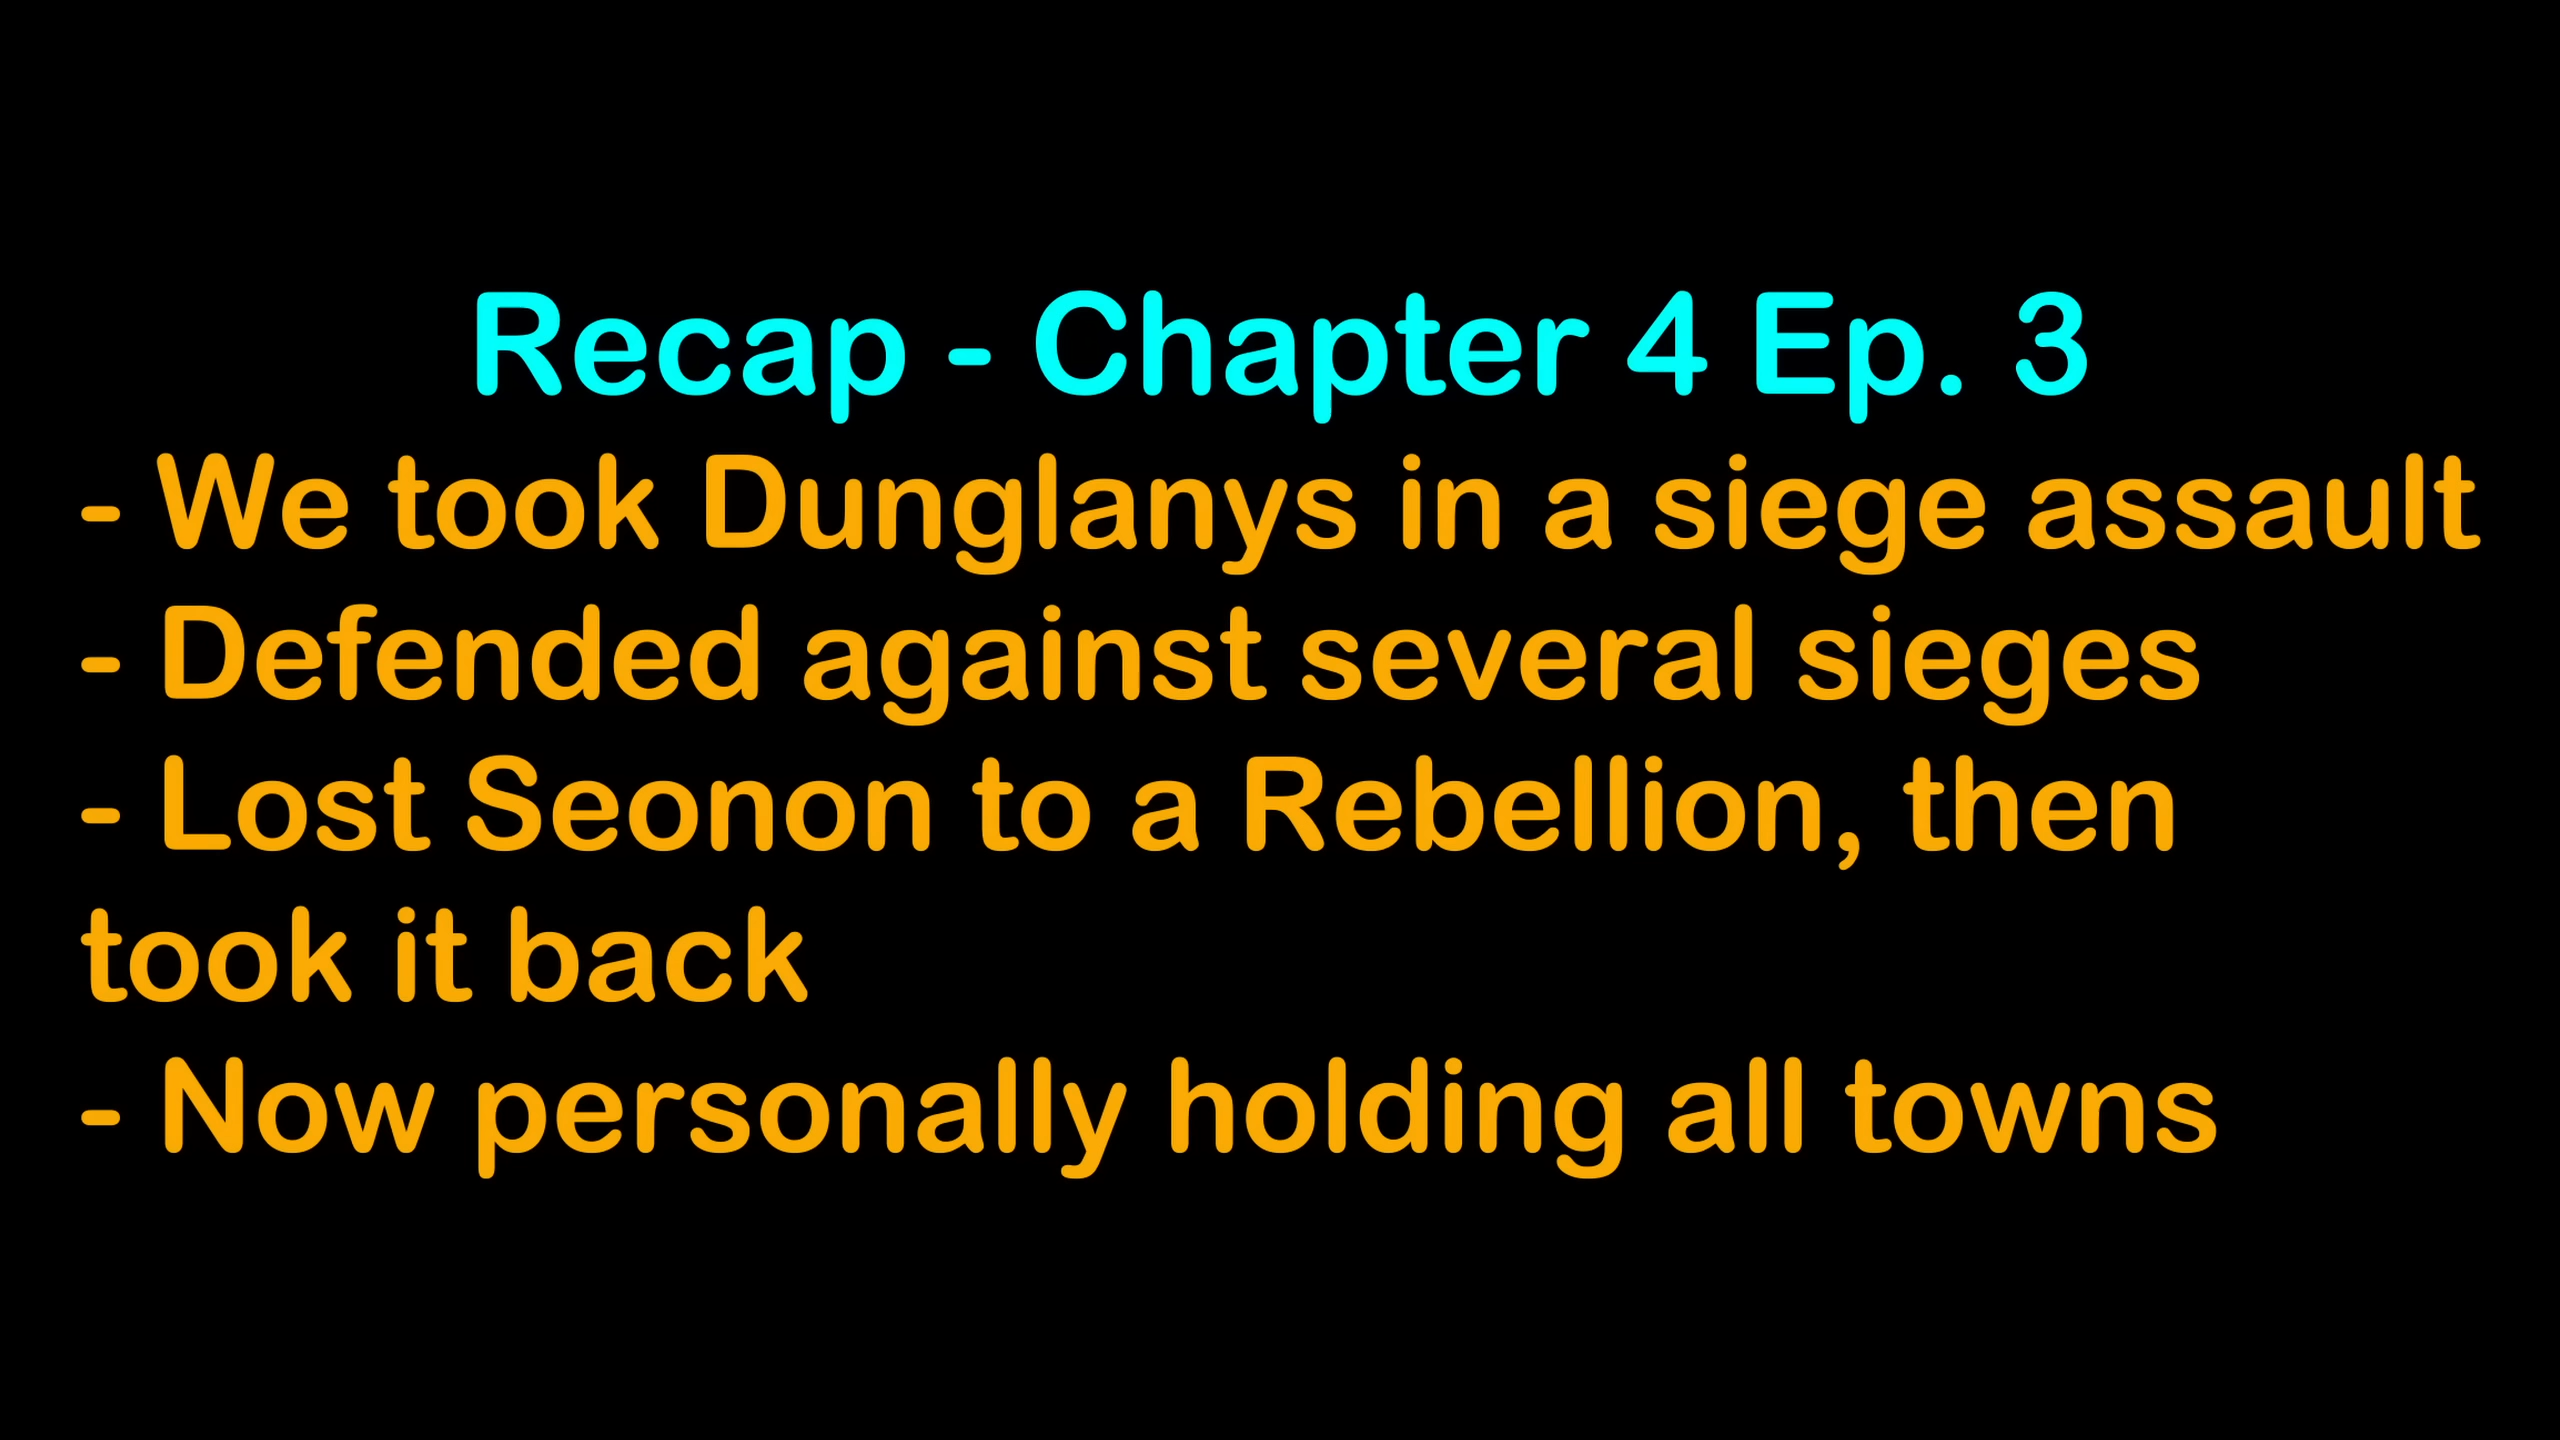 Recap - Chapter 4 Ep. 3
- We took Dunglanys in a siege assault
- Defended against several sieges
- Lost Seonon to a Rebellion, then
took it back
- Now personally holding all towns